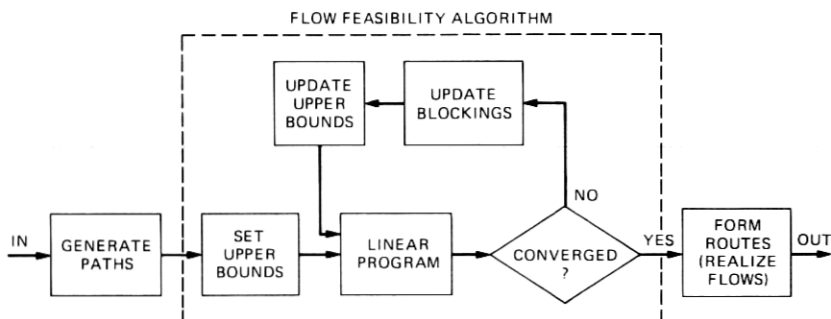 FLOW FEASIBILITY ALGORITHM
UPDATE
UPPER
BOUNDS
UPDATE
BLOCKINGS
NO
IN
GENERATE
PATHS
SET
UPPER
BOUNDS
LINEAR
PROGRAM
CONVERGED
?
YES
FORM
ROUTES
(REALIZE
FLOWS)
OUT